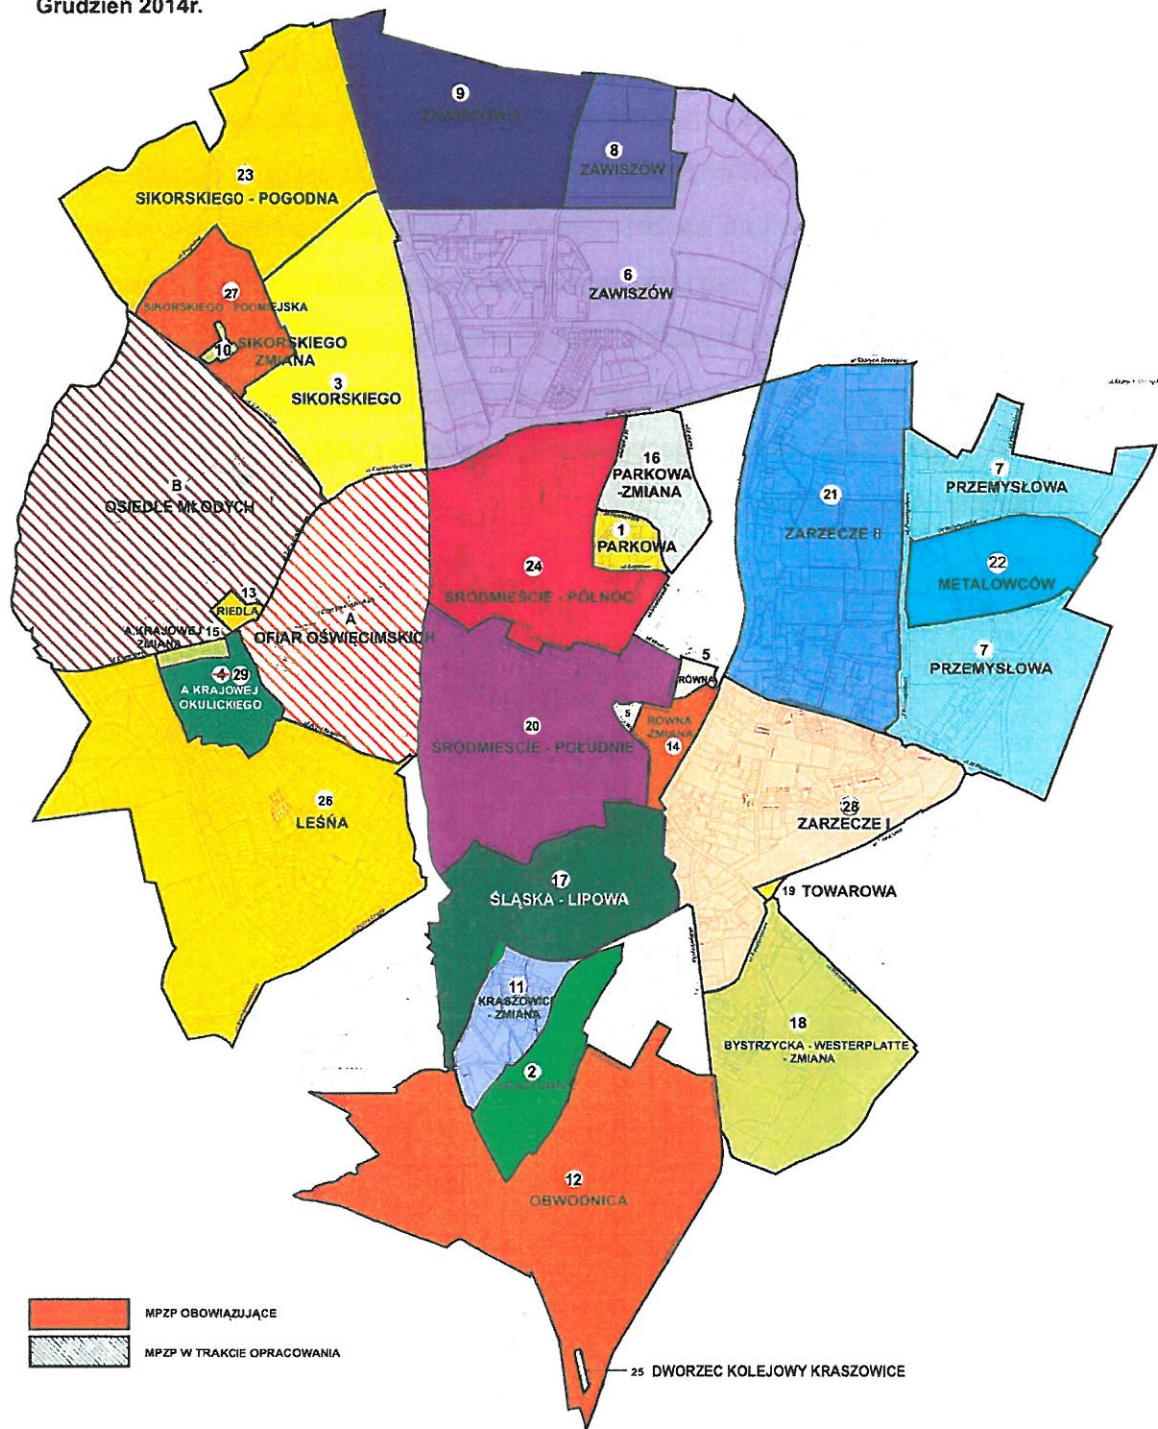 Grudzień 2014r.
9
ZAWISZÓW II
8
ZAWISZÓW I
23
SIKORSKIEGO - POGODNA
6
ZAWISZÓW
27
SIKORSKIEGO - PODMIEJSKA
10
SIKORSKIEGO
ZMIANA
3
SIKORSKIEGO
16
PARKOWA
-ZMIANA
7
PRZEMYSŁOWA
B
OSIEDLE MŁODYCH
21
ZARZECZE II
1
PARKOWA
22
METALOWCÓW
24
ŚRÓDMIEŚCIE - PÓŁNOC
13
RIEDLA
A
OFIAR OŚWIĘCIMSKICH
A.KRAJOWEJ 15
ZMIANA
4 29
A KRAJOWEJ
OKULICKIEGO
5
RÓWNA
7
PRZEMYSŁOWA
5
RÓWNA
-ZMIANA
14
20
ŚRÓDMIEŚCIE - POŁUDNIE
26
LEŚNA
28
ZARZECZE I
17
ŚLĄSKA - LIPOWA
19 TOWAROWA
11
KRASZOWICE
- ZMIANA
18
BYSTRZYCKA - WESTERPLATTE
- ZMIANA
2
12
OBWODNICA
MPZP OBOWIĄZUJĄCE
MPZP W TRAKCIE OPRACOWANIA
25 DWORZEC KOLEJOWY KRASZOWICE